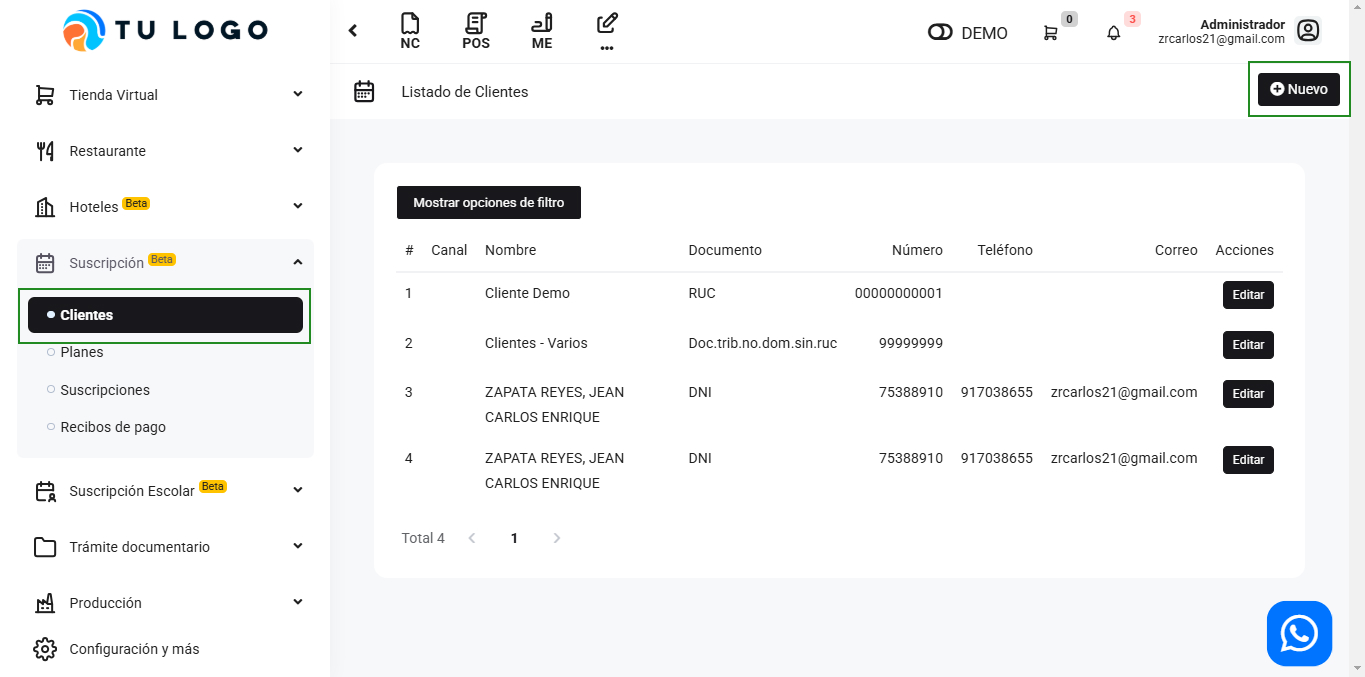 TU LOGO
NC
POS
ME
...
DEMO
0
3
Administrador
zrcarlos21@gmail.com
Tienda Virtual
Restaurante
Hoteles Beta
Suscripción Beta
Clientes
Planes
Suscripciones
Recibos de pago
Suscripción Escolar Beta
Trámite documentario
Producción
Configuración y más
Listado de Clientes
Nuevo
Mostrar opciones de filtro
# Canal Nombre Documento Número Teléfono Correo Acciones
1 Cliente Demo RUC 00000000001 Editar
2 Clientes - Varios Doc.trib.no.dom.sin.ruc 99999999 Editar
3 ZAPATA REYES, JEAN DNI 75388910 917038655 zrcarlos21@gmail.com Editar
CARLOS ENRIQUE
4 ZAPATA REYES, JEAN DNI 75388910 917038655 zrcarlos21@gmail.com Editar
CARLOS ENRIQUE
Total 4 1